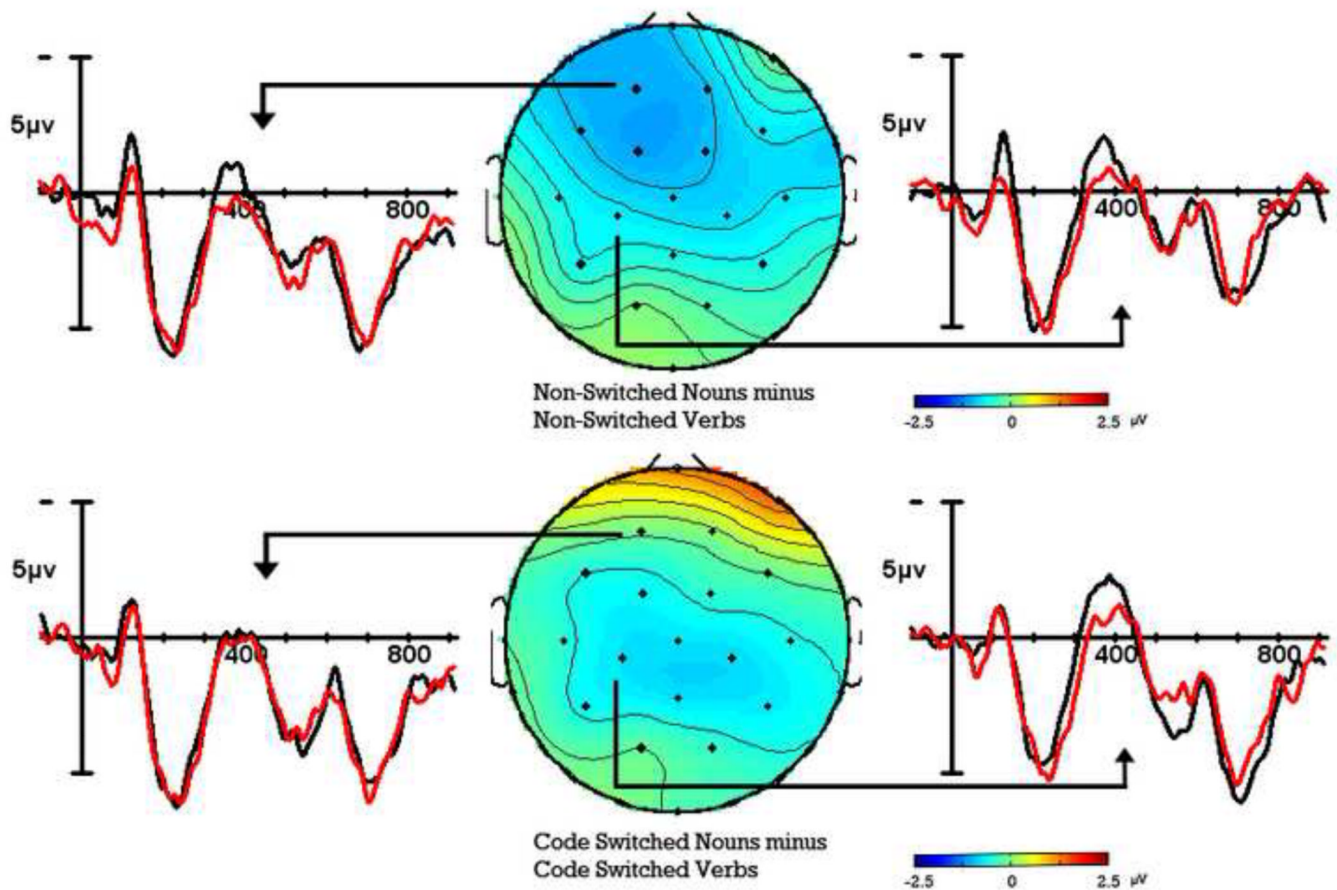 5μv
400 800
5μv
400 800
Non-Switched Nouns minus
Non-Switched Verbs
-2.5 0 2.5 μV
5μv
400 800
5μv
400 800
Code Switched Nouns minus
Code Switched Verbs
-2.5 0 2.5 μV